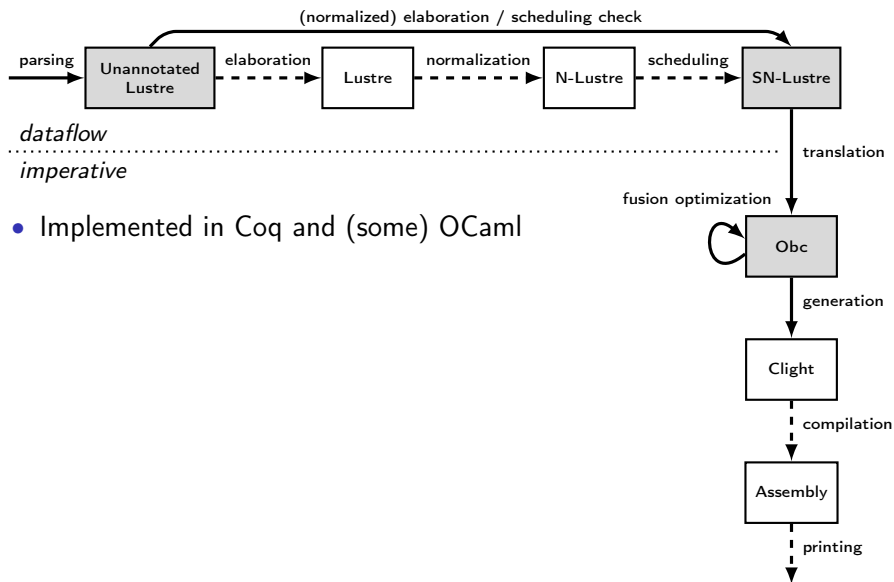 (normalized) elaboration / scheduling check
parsing
Unannotated
Lustre
elaboration
Lustre
normalization
N-Lustre
scheduling
SN-Lustre
dataflow
imperative
translation
• Implemented in Coq and (some) OCaml
fusion optimization
Obc
generation
Clight
compilation
Assembly
printing